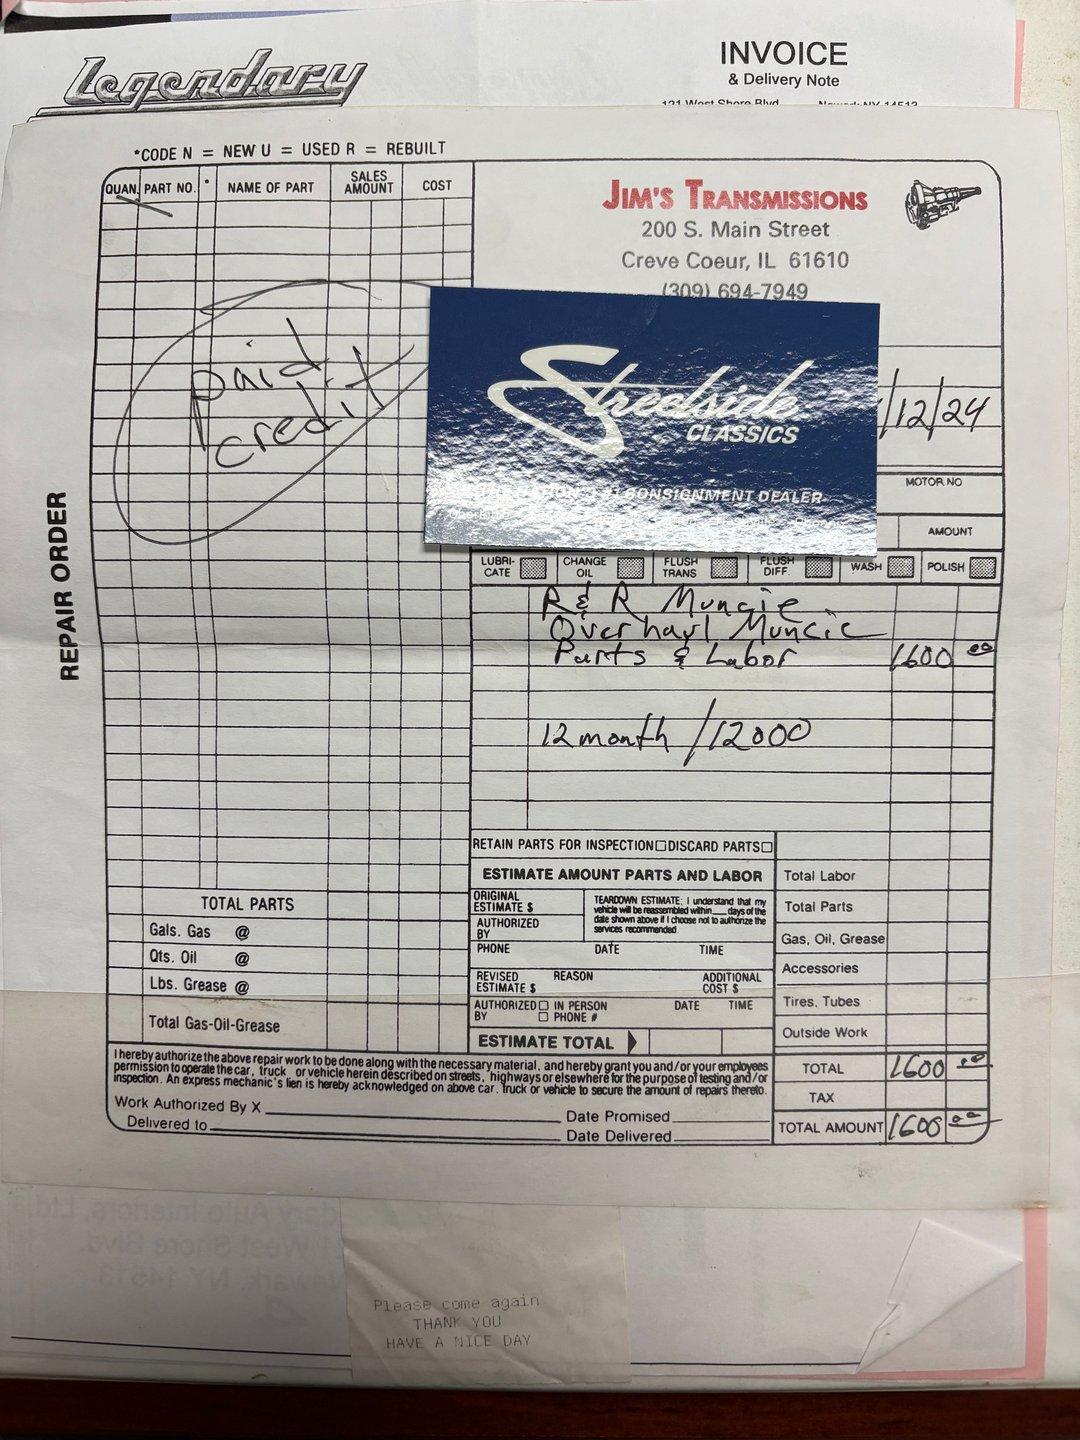 Legendary
INVOICE
& Delivery Note
121 West Shore Blvd. Newark NY 14513
*CODE N = NEW U = USED R = REBUILT
QUAN. PART NO. * NAME OF PART SALES AMOUNT COST
JIM'S TRANSMISSIONS
200 S. Main Street
Creve Coeur, IL 61610
(309) 694-7949
paid
credit
Streetside
CLASSICS
#1 CONSIGNMENT DEALER
/12/24
MOTOR NO
AMOUNT
REPAIR ORDER
LUBRI-CATE CHANGE OIL FLUSH TRANS FLUSH DIFF. WASH POLISH
R & R Muncie
Overhaul Muncie
Parts & Labor 1600 00
12 month / 12000
RETAIN PARTS FOR INSPECTION DISCARD PARTS
ESTIMATE AMOUNT PARTS AND LABOR
ORIGINAL ESTIMATE $
TEARDOWN ESTIMATE; I understand that my
vehicle will be reassembled within___days of the
date shown above if I choose not to authorize the
services recommended
AUTHORIZED BY
PHONE DATE TIME
REVISED ESTIMATE $ REASON ADDITIONAL COST $
AUTHORIZED BY IN PERSON PHONE # DATE TIME
ESTIMATE TOTAL
Total Labor
Total Parts
Gas, Oil, Grease
Accessories
Tires, Tubes
Outside Work
TOTAL 1600 00
TAX
TOTAL AMOUNT 1600 00
TOTAL PARTS
Gals. Gas @
Qts. Oil @
Lbs. Grease @
Total Gas-Oil-Grease
I hereby authorize the above repair work to be done along with the necessary material, and hereby grant you and/or your employees
permission to operate the car, truck or vehicle herein described on streets, highways or elsewhere for the purpose of testing and/or
inspection. An express mechanic's lien is hereby acknowledged on above car, truck or vehicle to secure the amount of repairs thereto.
Work Authorized By X Date Promised
Delivered to Date Delivered
Please come again
THANK YOU
HAVE A NICE DAY